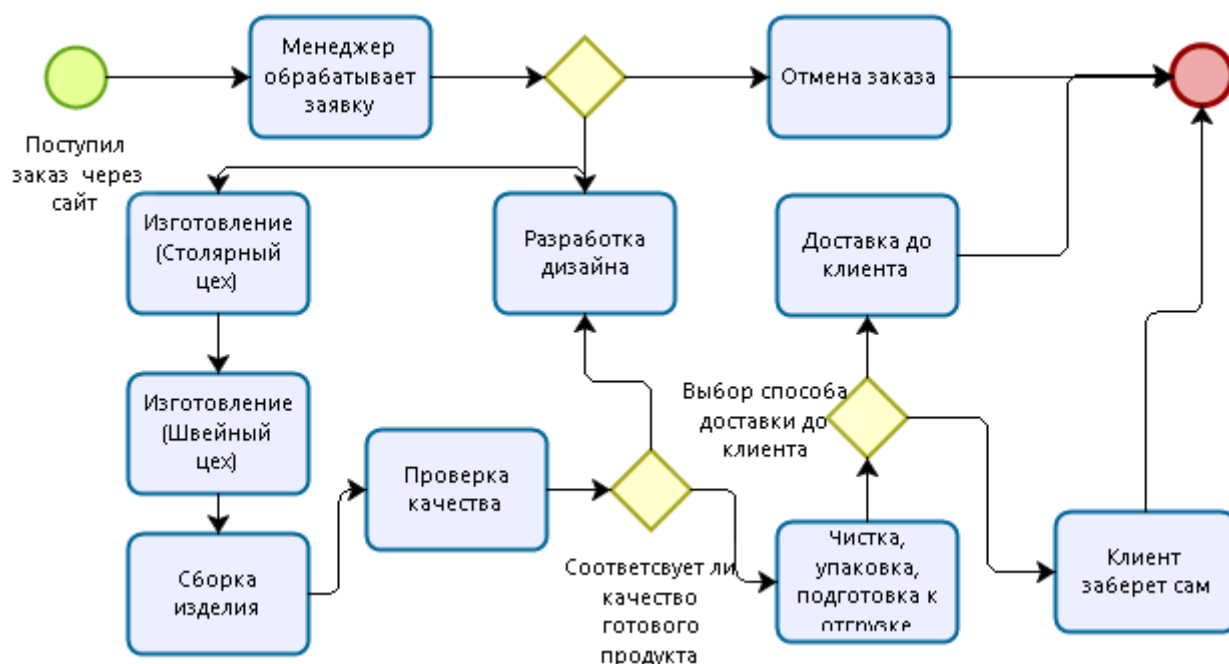 Менеджер
обрабатывает
заявку
Отмена заказа
Поступил
заказ через
сайт
Изготовление
(Столярный
цех)
Разработка
дизайна
Доставка до
клиента
Изготовление
(Швейный
цех)
Выбор способа
доставки до
клиента
Проверка
качества
Сборка
изделия
Соответсвует ли
качество
готового
продукта
Чистка,
упаковка,
подготовка к
отгрузке
Клиент
заберет сам